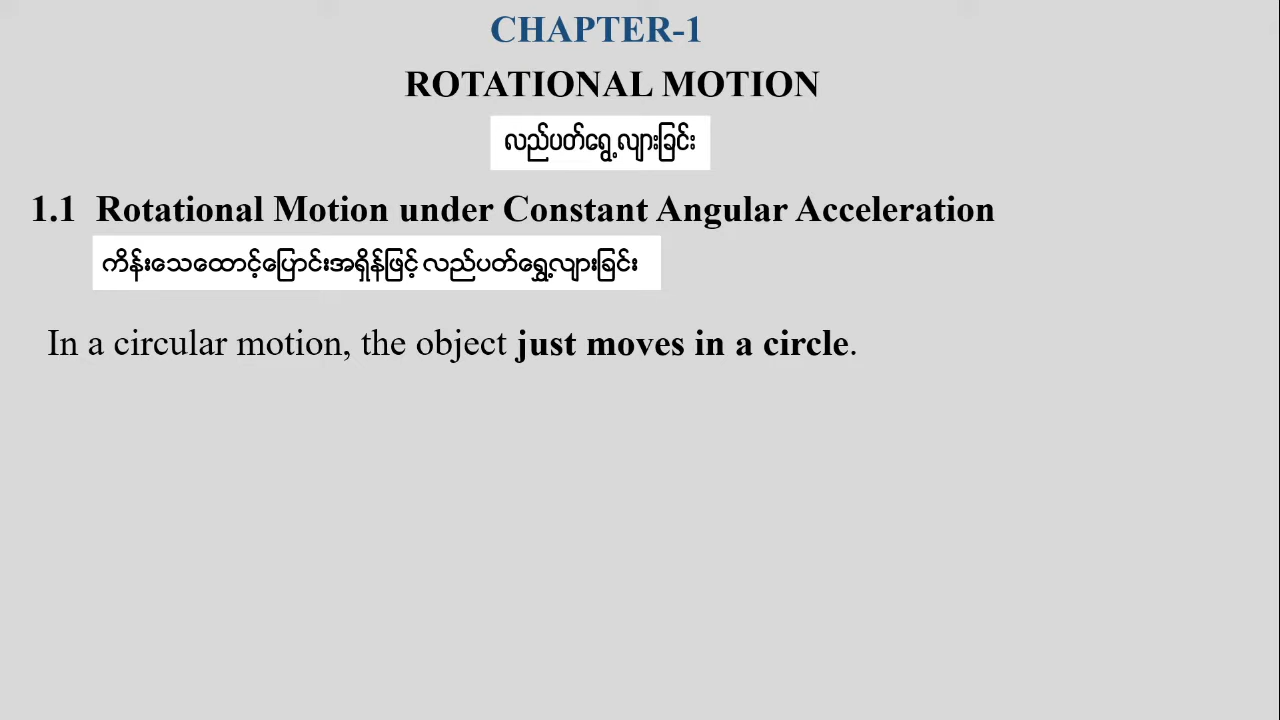 CHAPTER-1
ROTATIONAL MOTION
လည်ပတ်ရွေ့လျားခြင်း
1.1 Rotational Motion under Constant Angular Acceleration
ကိန်းသေထောင့်ပြောင်းအရှိန်ဖြင့် လည်ပတ်ရွှေ့လျားခြင်း
In a circular motion, the object just moves in a circle.